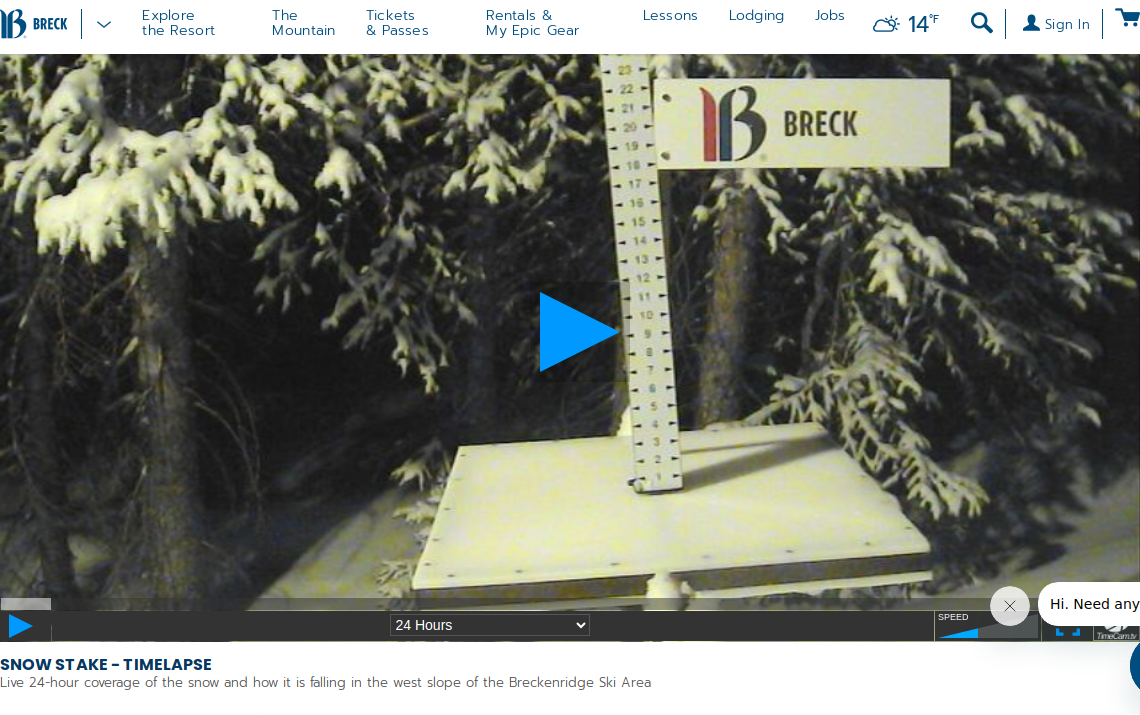 BRECK
Explore
the Resort
The
Mountain
Tickets
& Passes
Rentals &
My Epic Gear
Lessons
Lodging
Jobs
14°F
Sign In
23
22
21
20
19
18
17
16
15
14
13
12
11
10
9
8
7
6
5
4
3
2
1
B BRECK
24 Hours
SPEED
Hi. Need any
TimeCam.tv
SNOW STAKE - TIMELAPSE
Live 24-hour coverage of the snow and how it is falling in the west slope of the Breckenridge Ski Area